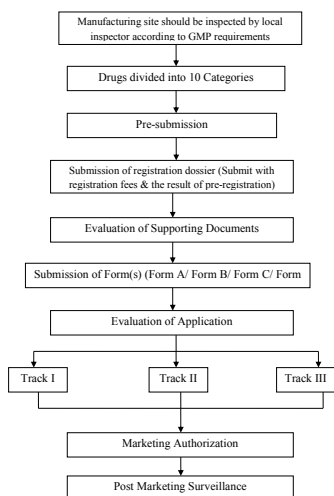 Manufacturing site should be inspected by local
inspector according to GMP requirements
Drugs divided into 10 Categories
Pre-submission
Submission of registration dossier (Submit with
registration fees & the result of pre-registration)
Evaluation of Supporting Documents
Submission of Form(s) (Form A/ Form B/ Form C/ Form
Evaluation of Application
Track I Track II Track III
Marketing Authorization
Post Marketing Surveillance